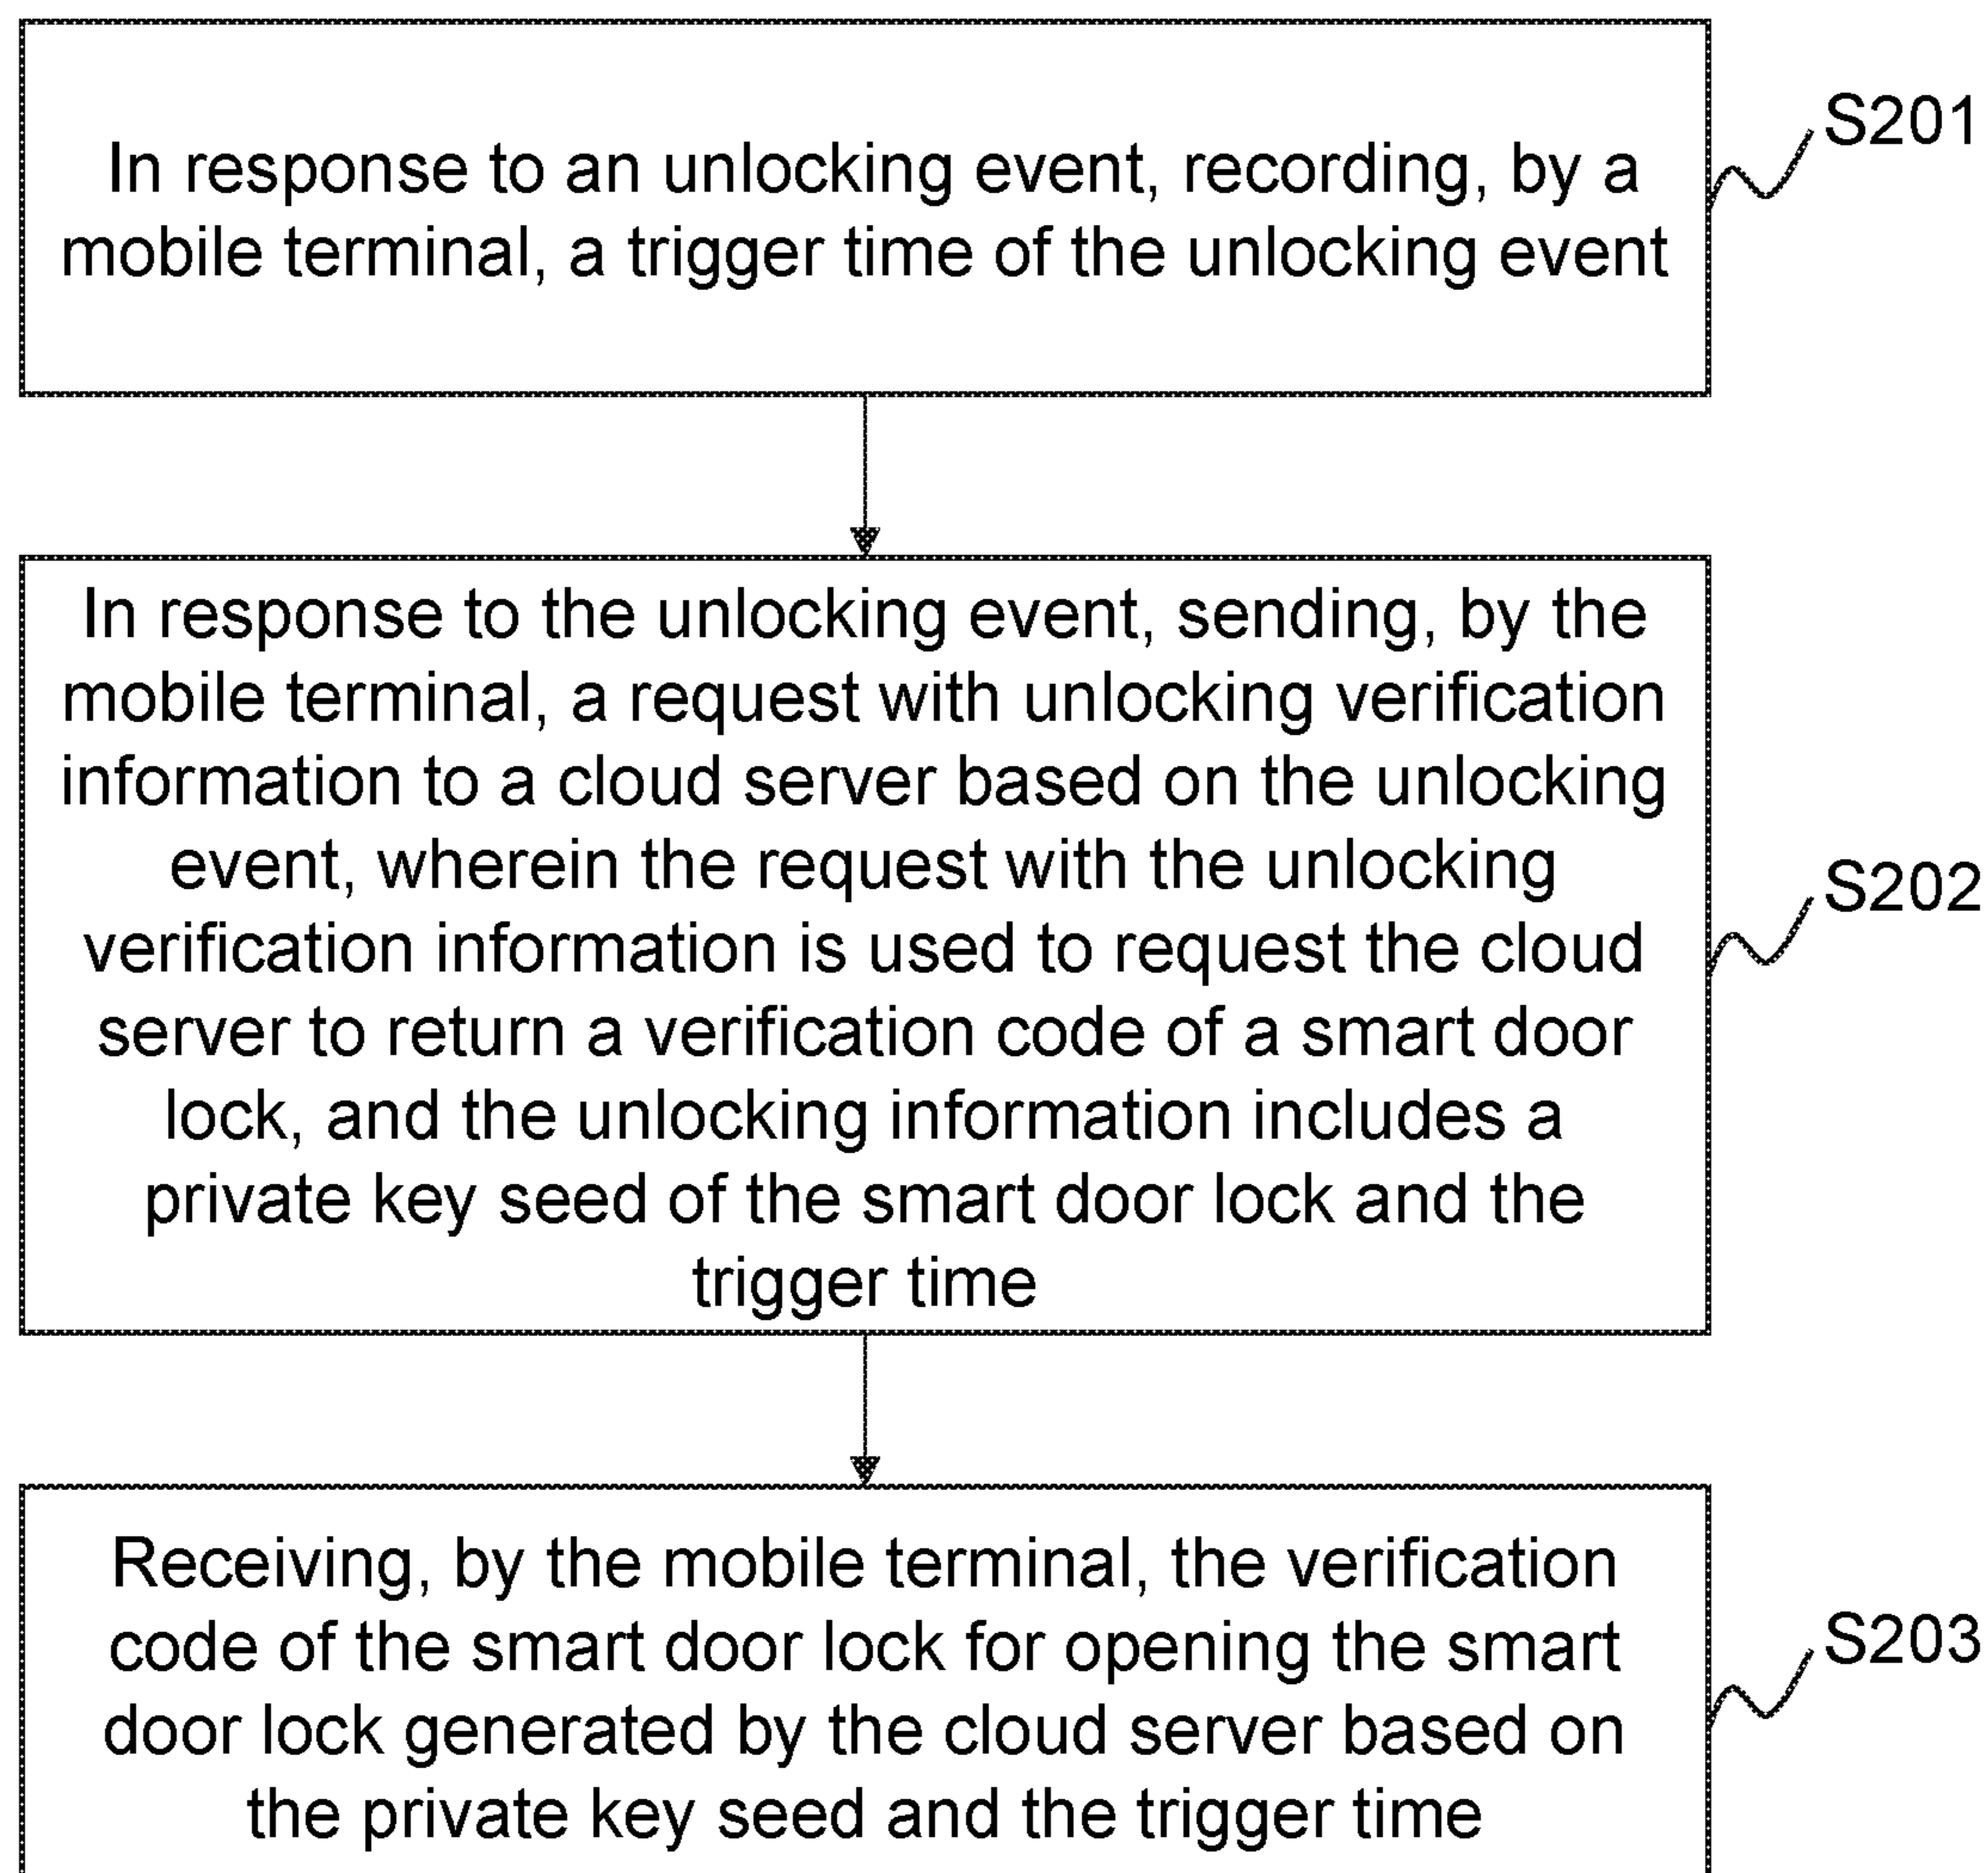 In response to an unlocking event, recording, by a
mobile terminal, a trigger time of the unlocking event
S201
In response to the unlocking event, sending, by the
mobile terminal, a request with unlocking verification
information to a cloud server based on the unlocking
event, wherein the request with the unlocking
verification information is used to request the cloud
server to return a verification code of a smart door
lock, and the unlocking information includes a
private key seed of the smart door lock and the
trigger time
S202
Receiving, by the mobile terminal, the verification
code of the smart door lock for opening the smart
door lock generated by the cloud server based on
the private key seed and the trigger time
S203